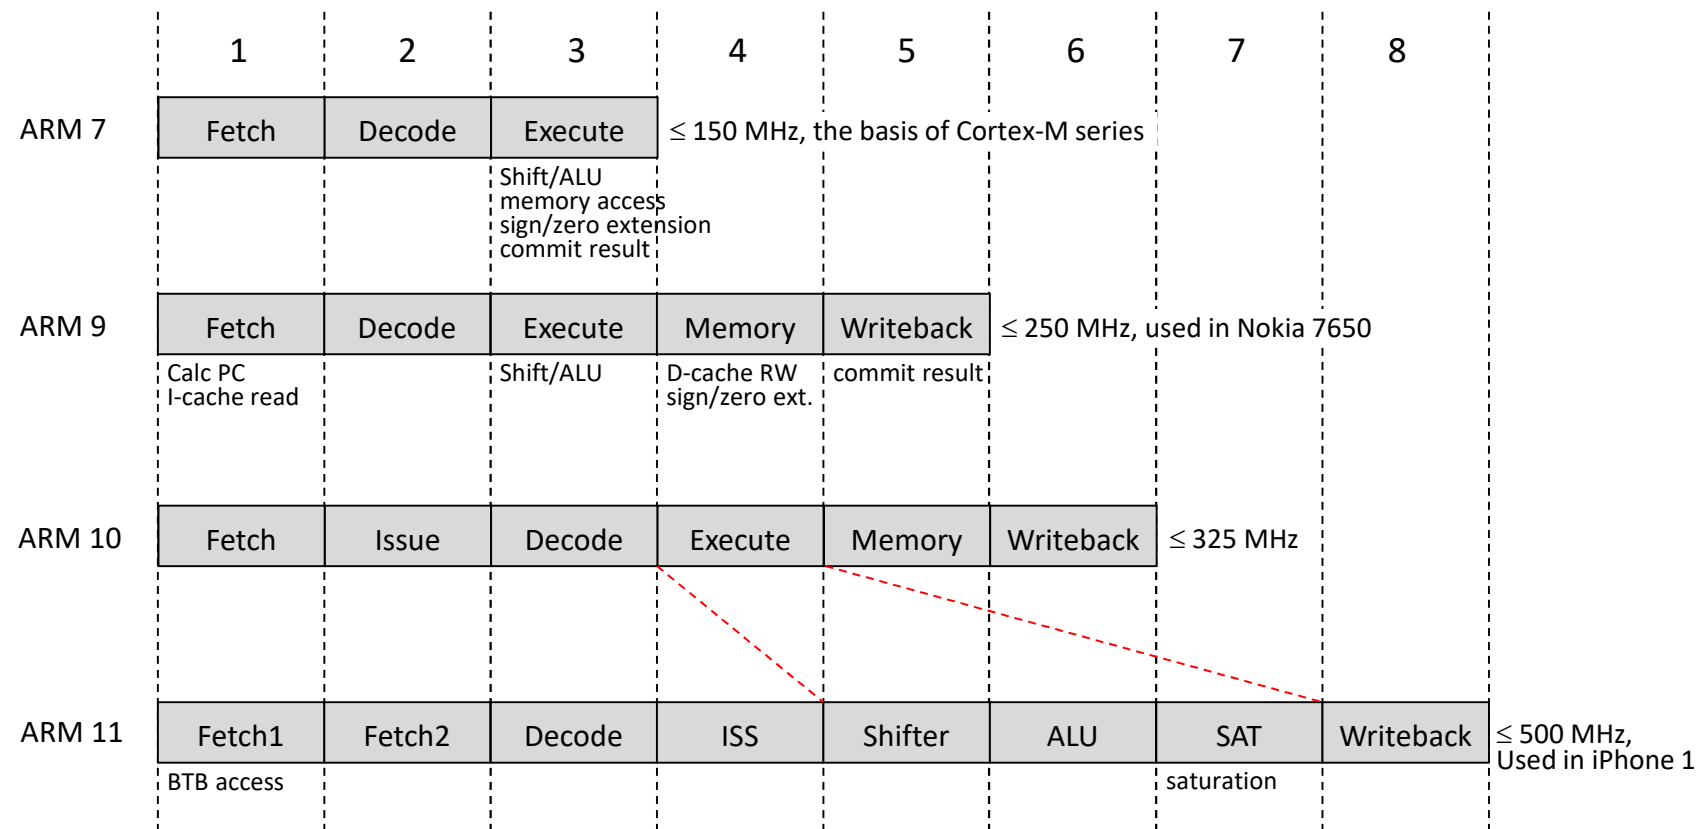 1 2 3 4 5 6 7 8
ARM 7 Fetch Decode Execute ≤ 150 MHz, the basis of Cortex-M series
Shift/ALU
memory access
sign/zero extension
commit result
ARM 9 Fetch Decode Execute Memory Writeback ≤ 250 MHz, used in Nokia 7650
Calc PC Shift/ALU D-cache RW commit result
I-cache read sign/zero ext.
ARM 10 Fetch Issue Decode Execute Memory Writeback ≤ 325 MHz
ARM 11 Fetch1 Fetch2 Decode ISS Shifter ALU SAT Writeback ≤ 500 MHz,
Used in iPhone 1
BTB access saturation